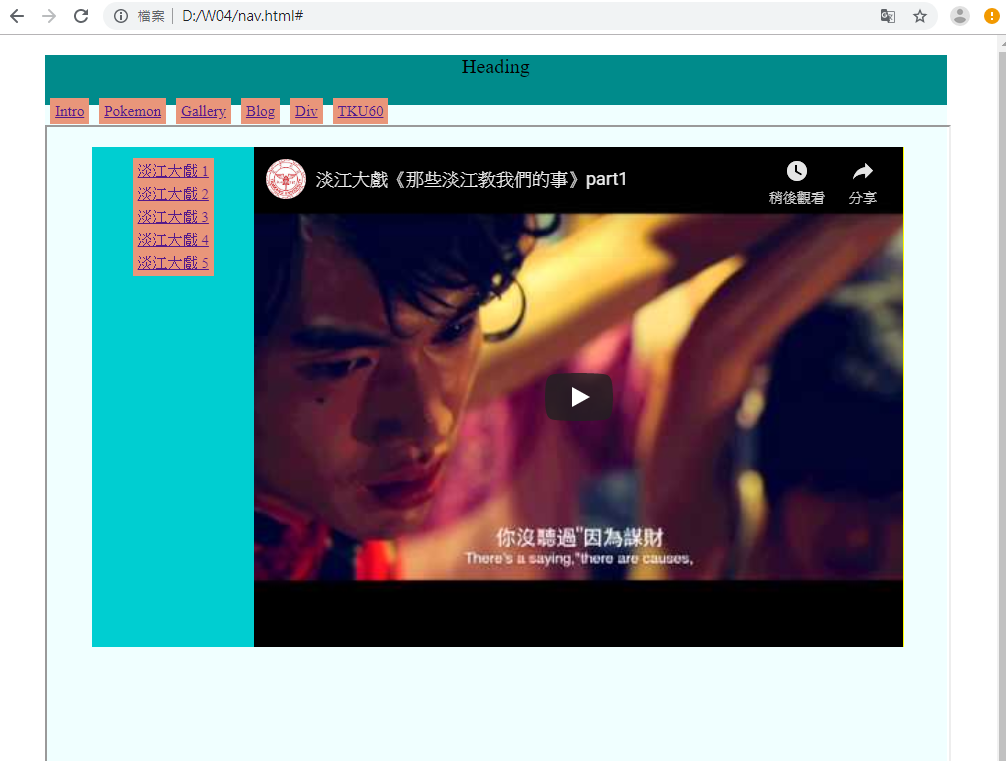 檔案 D:/W04/nav.html#
Heading
Intro Pokemon Gallery Blog Div TKU60
淡江大戲 1
淡江大戲 2
淡江大戲 3
淡江大戲 4
淡江大戲 5
淡江大戲《那些淡江教我們的事》part1
稍後觀看 分享
你沒聽過"因為謀財
There's a saying,"there are causes,